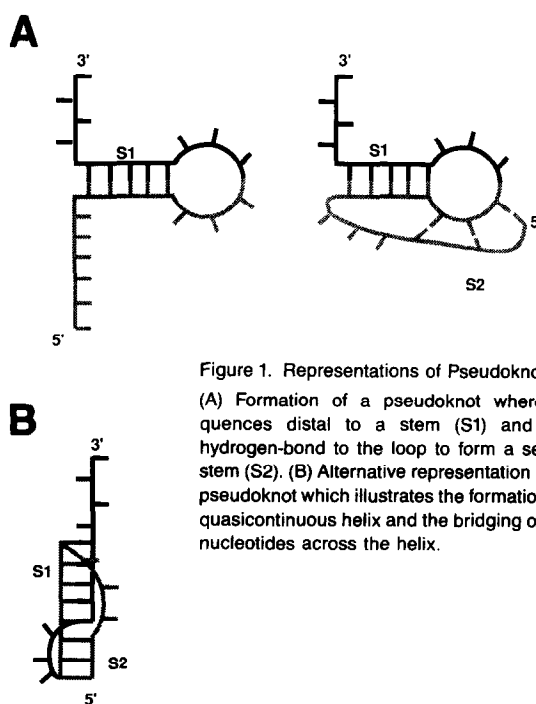 A
3'
S1
5'
3'
S1
5'
S2
Figure 1. Representations of Pseudokno
(A) Formation of a pseudoknot wher
quences distal to a stem (S1) and
hydrogen-bond to the loop to form a se
stem (S2). (B) Alternative representation
pseudoknot which illustrates the formatio
quasicontinuous helix and the bridging o
nucleotides across the helix.
B
3'
S1
S2
5'